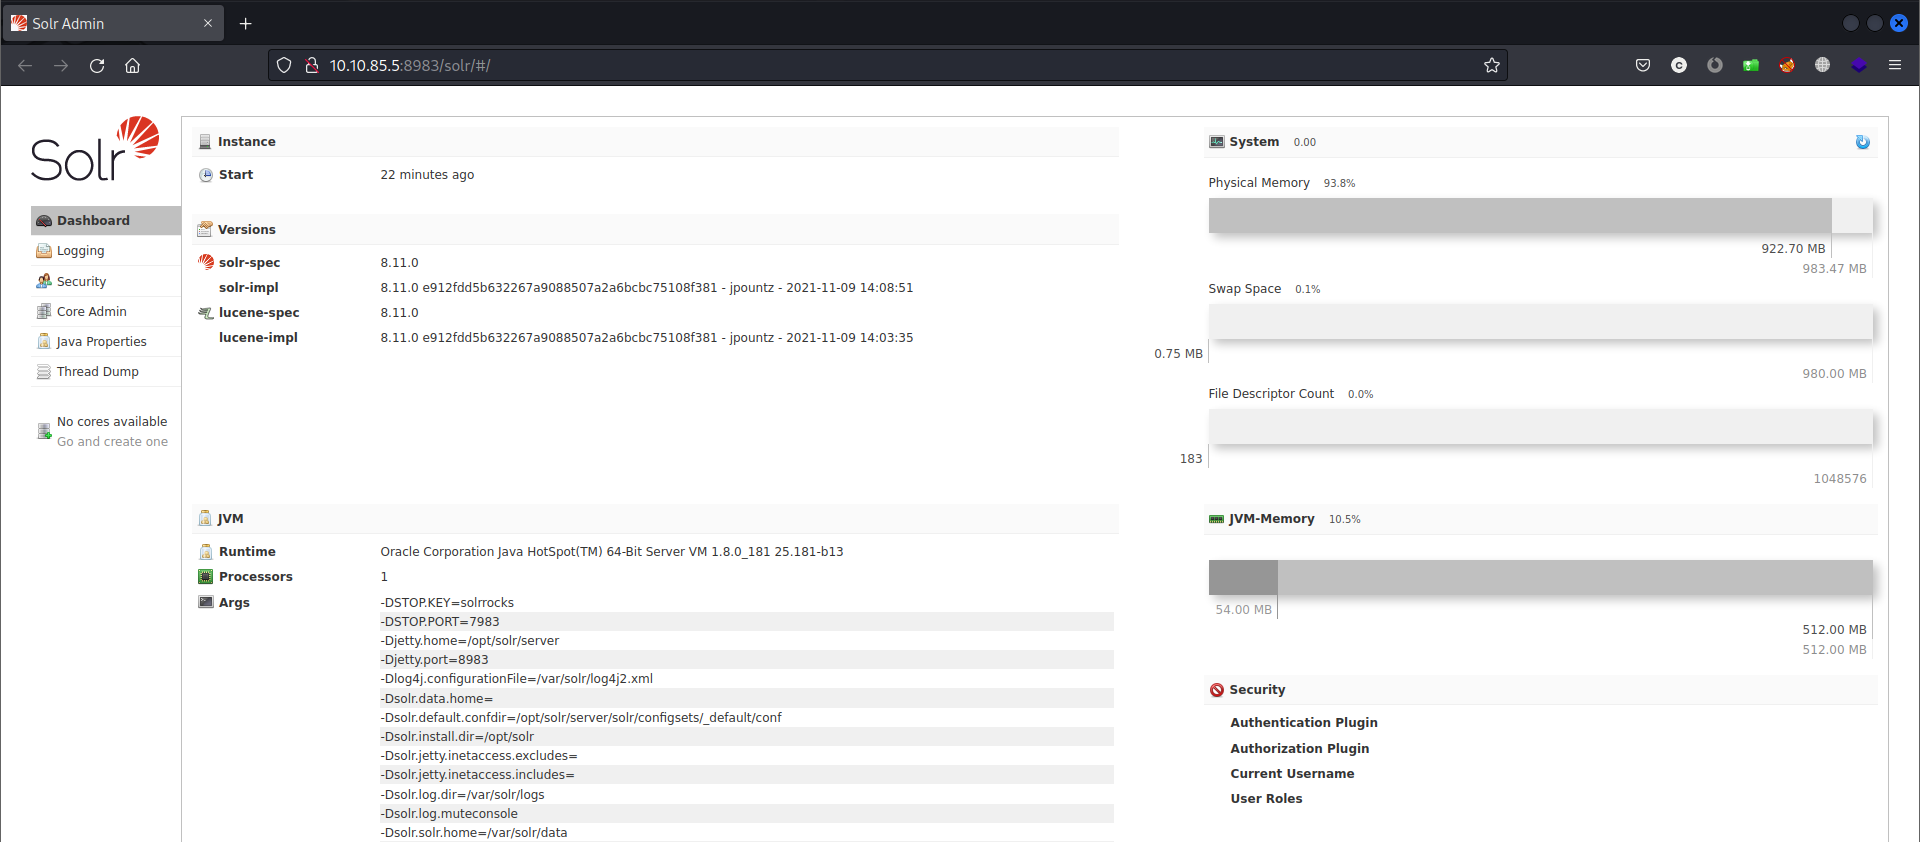 Solr Admin
10.10.85.5:8983/solr/#/
Solr
Dashboard
Logging
Security
Core Admin
Java Properties
Thread Dump
No cores available
Go and create one
Instance
Start 22 minutes ago
Versions
solr-spec 8.11.0
solr-impl 8.11.0 e912fdd5b632267a9088507a2a6bcbc75108f381 - jpountz - 2021-11-09 14:08:51
lucene-spec 8.11.0
lucene-impl 8.11.0 e912fdd5b632267a9088507a2a6bcbc75108f381 - jpountz - 2021-11-09 14:03:35
JVM
Runtime Oracle Corporation Java HotSpot(TM) 64-Bit Server VM 1.8.0_181 25.181-b13
Processors 1
Args -DSTOP.KEY=solrrocks
-DSTOP.PORT=7983
-Djetty.home=/opt/solr/server
-Djetty.port=8983
-Dlog4j.configurationFile=/var/solr/log4j2.xml
-Dsolr.data.home=
-Dsolr.default.confdir=/opt/solr/server/solr/configsets/_default/conf
-Dsolr.install.dir=/opt/solr
-Dsolr.jetty.inetaccess.excludes=
-Dsolr.jetty.inetaccess.includes=
-Dsolr.log.dir=/var/solr/logs
-Dsolr.log.muteconsole
-Dsolr.solr.home=/var/solr/data
System 0.00
Physical Memory 93.8%
922.70 MB
983.47 MB
Swap Space 0.1%
0.75 MB
980.00 MB
File Descriptor Count 0.0%
183
1048576
JVM-Memory 10.5%
54.00 MB
512.00 MB
512.00 MB
Security
Authentication Plugin
Authorization Plugin
Current Username
User Roles